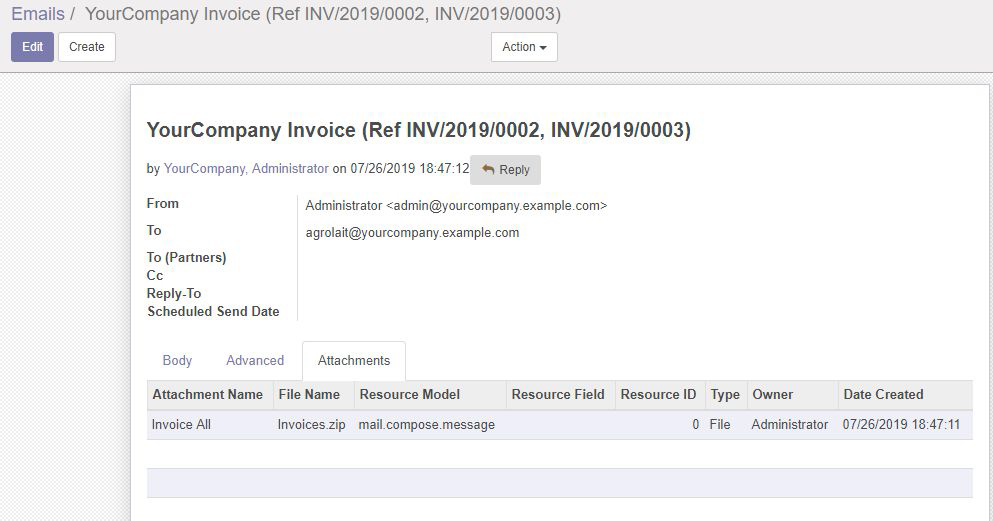 Emails / YourCompany Invoice (Ref INV/2019/0002, INV/2019/0003)
Edit Create Action
YourCompany Invoice (Ref INV/2019/0002, INV/2019/0003)
by YourCompany, Administrator on 07/26/2019 18:47:12 Reply
From Administrator <admin@yourcompany.example.com>
To agrolait@yourcompany.example.com
To (Partners)
Cc
Reply-To
Scheduled Send Date
Body Advanced Attachments
Attachment Name File Name Resource Model Resource Field Resource ID Type Owner Date Created
Invoice All Invoices.zip mail.compose.message 0 File Administrator 07/26/2019 18:47:11